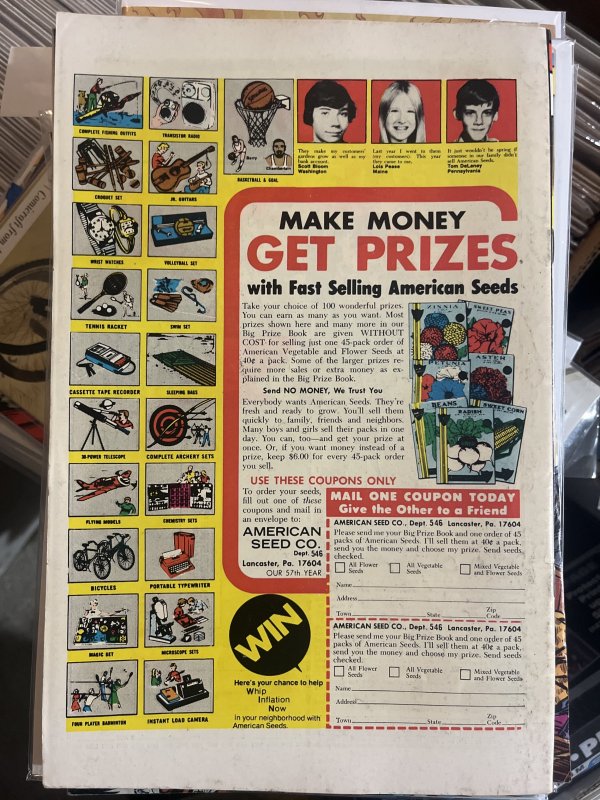 COMPLETE FISHING OUTFITS
TRANSISTOR RADIO
CROQUET SET
JR. GUITARS
WRIST WATCHES
VOLLEYBALL SET
TENNIS RACKET
SWIM SET
CASSETTE TAPE RECORDER
SLEEPING BAGS
30-POWER TELESCOPE
COMPLETE ARCHERY SETS
FLYING MODELS
CHEMISTRY SETS
BICYCLES
PORTABLE TYPEWRITER
MAGIC SET
MICROSCOPE SETS
FOUR PLAYER BADMINTON
INSTANT LOAD CAMERA
Barry
Chamberlain
BASKETBALL & GOAL
They make my customers'
gardens grow as well as my
bank account.
Scott Bloom
Washington
Last year I went to them
(my customers). This year
they came to me.
Lois Pease
Maine
It just wouldn't be spring if
someone in our family didn't
sell American Seeds.
Tom DeLaney
Pennsylvania
MAKE MONEY
GET PRIZES
with Fast Selling American Seeds
Take your choice of 100 wonderful prizes.
You can earn as many as you want. Most
prizes shown here and many more in our
Big Prize Book are given WITHOUT
COST for selling just one 45-pack order of
American Vegetable and Flower Seeds at
40¢ a pack. Some of the larger prizes re-
quire more sales or extra money as ex-
plained in the Big Prize Book.
Send NO MONEY, We Trust You
Everybody wants American Seeds. They're
fresh and ready to grow. You'll sell them
quickly to family, friends and neighbors.
Many boys and girls sell their packs in one
day. You can, too—and get your prize at
once. Or, if you want money instead of a
prize, keep $6.00 for every 45-pack order
you sell.
ZINNIA
SWEET PEAS
PETUNIA
ASTER
BEANS
RADISH
SWEET CORN
USE THESE COUPONS ONLY
To order your seeds,
fill out one of these
coupons and mail in
an envelope to:
AMERICAN
SEED CO.
Dept. 546
Lancaster, Pa. 17604
OUR 57th YEAR
MAIL ONE COUPON TODAY
Give the Other to a Friend
AMERICAN SEED CO., Dept. 546 Lancaster, Pa. 17604
Please send me your Big Prize Book and one order of 45
packs of American Seeds. I'll sell them at 40¢ a pack,
send you the money and choose my prize. Send seeds
checked.
All Flower
Seeds
All Vegetable
Seeds
Mixed Vegetable
and Flower Seeds
Name
Address
Town State Zip
Code
AMERICAN SEED CO., Dept. 546 Lancaster, Pa. 17604
Please send me your Big Prize Book and one order of 45
packs of American Seeds. I'll sell them at 40¢ a pack,
send you the money and choose my prize. Send seeds
checked.
All Flower
Seeds
All Vegetable
Seeds
Mixed Vegetable
and Flower Seeds
Name
Address
Town State Zip
Code
WIN
Here's your chance to help
Whip
Inflation
Now
in your neighborhood with
American Seeds.